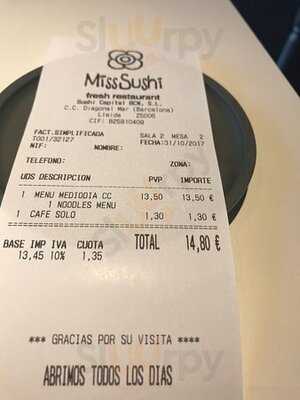 MissSushi
fresh restaurant
Sushi Capital BCN, S.L.
C.C. Diagonal Mar (Barcelona)
Lleida 25006
CIF: B25810409
FACT.SIMPLIFICADA SALA 2 MESA 2
T001/32127 FECHA:31/10/2017
NIF: NOMBRE:
TELEFONO: ZONA:
UDS DESCRIPCION PVP IMPORTE
1 MENU MEDIODIA CC 13,50 13,50 €
1 NOODLES MENU
1 CAFE SOLO 1,30 1,30 €
BASE IMP IVA CUOTA TOTAL 14,80 €
13,45 10% 1,35
*** GRACIAS POR SU VISITA ****
ABRIMOS TODOS LOS DIAS